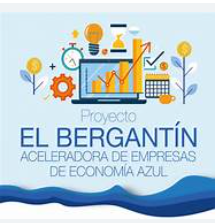 Proyecto
EL BERGANTÍN
ACELERADORA DE EMPRESAS
DE ECONOMÍA AZUL